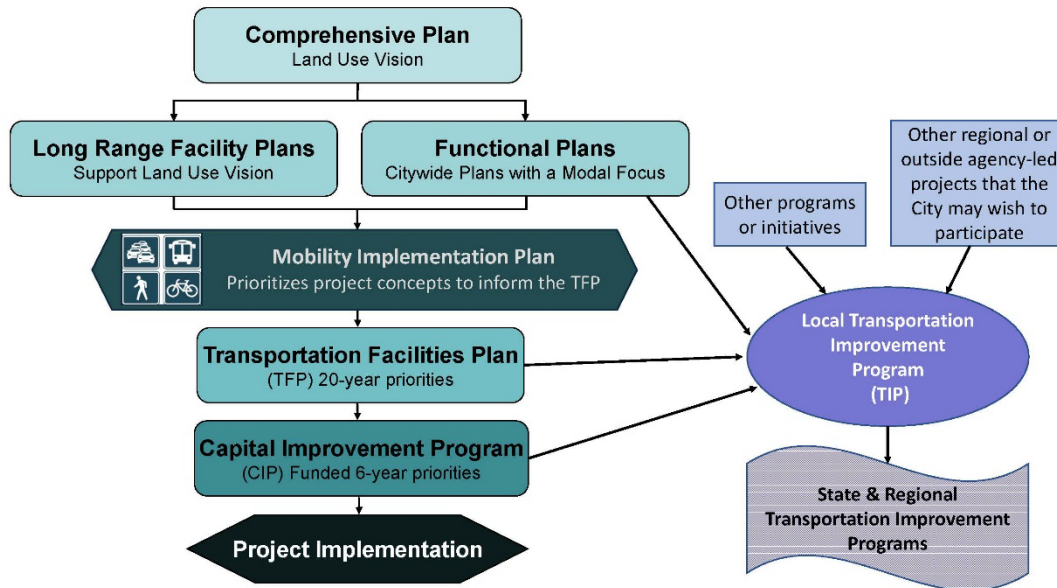 Comprehensive Plan
Land Use Vision
Long Range Facility Plans
Support Land Use Vision
Functional Plans
Citywide Plans with a Modal Focus
Other programs
or initiatives
Other regional or
outside agency-led
projects that the
City may wish to
participate
Mobility Implementation Plan
Prioritizes project concepts to inform the TFP
Transportation Facilities Plan
(TFP) 20-year priorities
Local Transportation
Improvement
Program
(TIP)
Capital Improvement Program
(CIP) Funded 6-year priorities
State & Regional
Transportation Improvement
Programs
Project Implementation